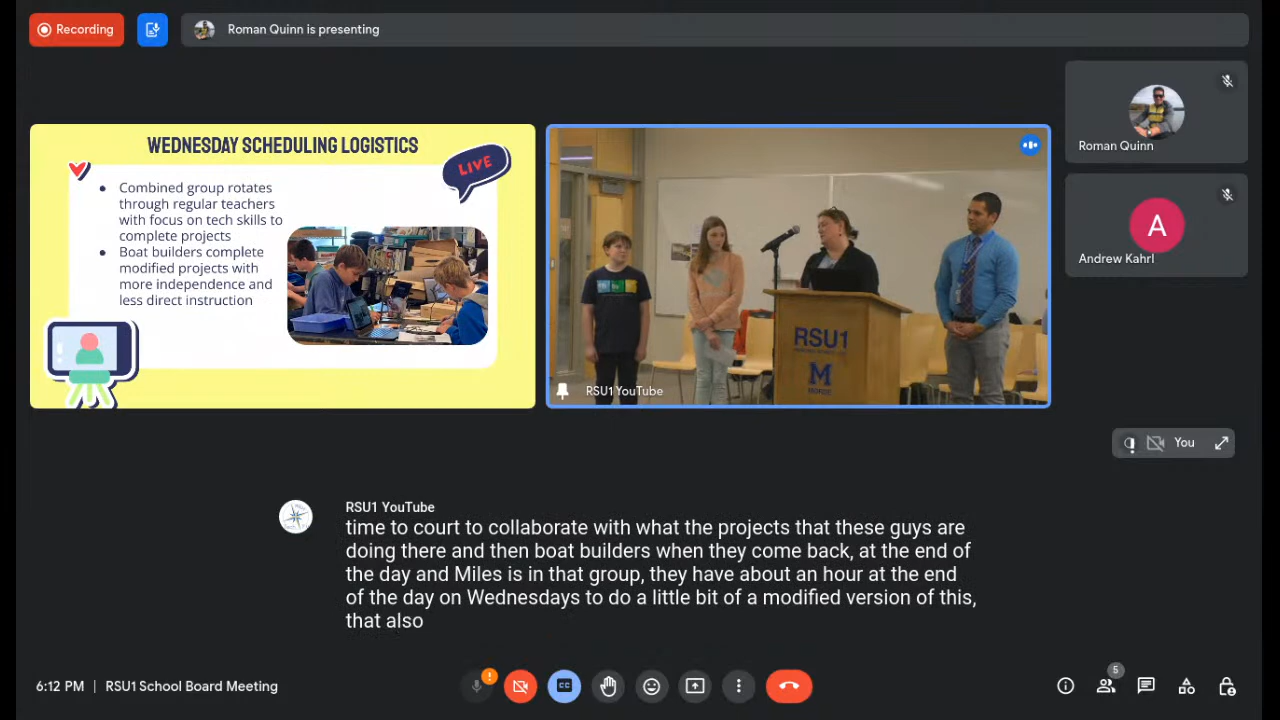 Recording
Roman Quinn is presenting
WEDNESDAY SCHEDULING LOGISTICS
LIVE
• Combined group rotates
through regular teachers
with focus on tech skills to
complete projects
• Boat builders complete
modified projects with
more independence and
less direct instruction
RSU1
M
RSU1 YouTube
Roman Quinn
A
Andrew Kahrl
You
RSU1 YouTube
time to court to collaborate with what the projects that these guys are
doing there and then boat builders when they come back, at the end of
the day and Miles is in that group, they have about an hour at the end
of the day on Wednesdays to do a little bit of a modified version of this,
that also
6:12 PM | RSU1 School Board Meeting
CC
5